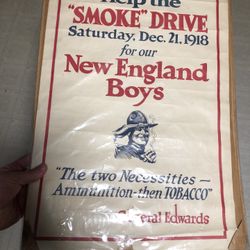 Help the
"SMOKE" DRIVE
Saturday, Dec. 21, 1918
for our
New England
Boys
"The two Necessities—
Ammunition-then TOBACCO"
General Edwards